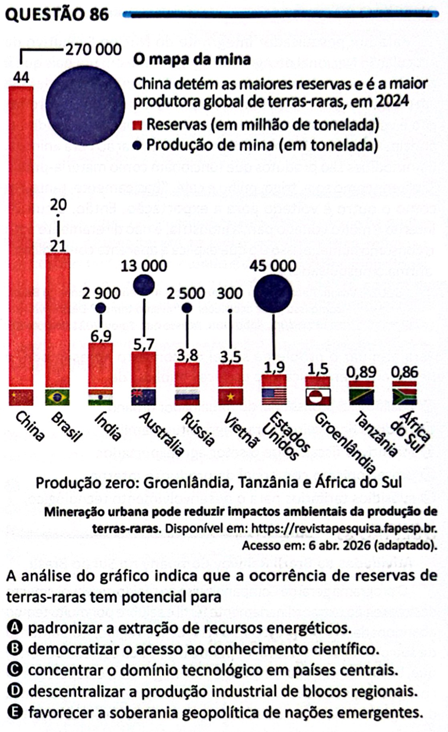 QUESTÃO 86
270 000
44
O mapa da mina
China detém as maiores reservas e é a maior
produtora global de terras-raras, em 2024
Reservas (em milhão de tonelada)
Produção de mina (em tonelada)
20
21
2 900
6,9
13 000
5,7
2 500
3,8
300
3,5
45 000
1,9
1,5
0,89
0,86
China
Brasil
Índia
Austrália
Rússia
Vietnã
Estados
Unidos
Groenlândia
Tanzânia
África
do Sul
Produção zero: Groenlândia, Tanzânia e África do Sul
Mineração urbana pode reduzir impactos ambientais da produção de
terras-raras. Disponível em: https://revistapesquisa.fapesp.br.
Acesso em: 6 abr. 2026 (adaptado).
A análise do gráfico indica que a ocorrência de reservas de
terras-raras tem potencial para
A padronizar a extração de recursos energéticos.
B democratizar o acesso ao conhecimento científico.
C concentrar o domínio tecnológico em países centrais.
D descentralizar a produção industrial de blocos regionais.
E favorecer a soberania geopolítica de nações emergentes.